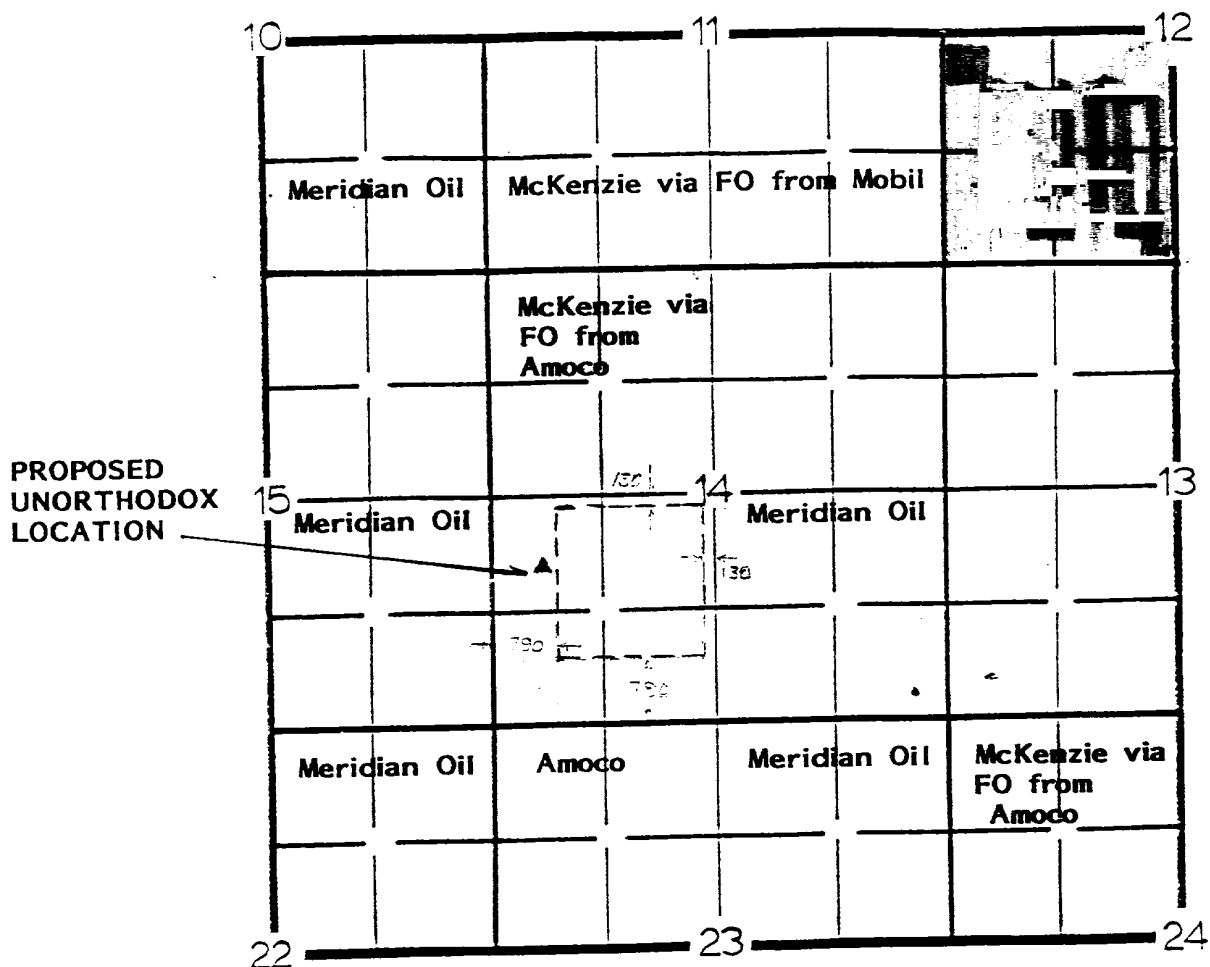 10 11 12
Meridian Oil McKenzie via FO from Mobil
McKenzie via
FO from
Amoco
PROPOSED
UNORTHODOX
LOCATION
130
15 14 13
Meridian Oil Meridian Oil
130
790
790
Meridian Oil Amoco Meridian Oil McKenzie via
FO from
Amoco
22 23 24